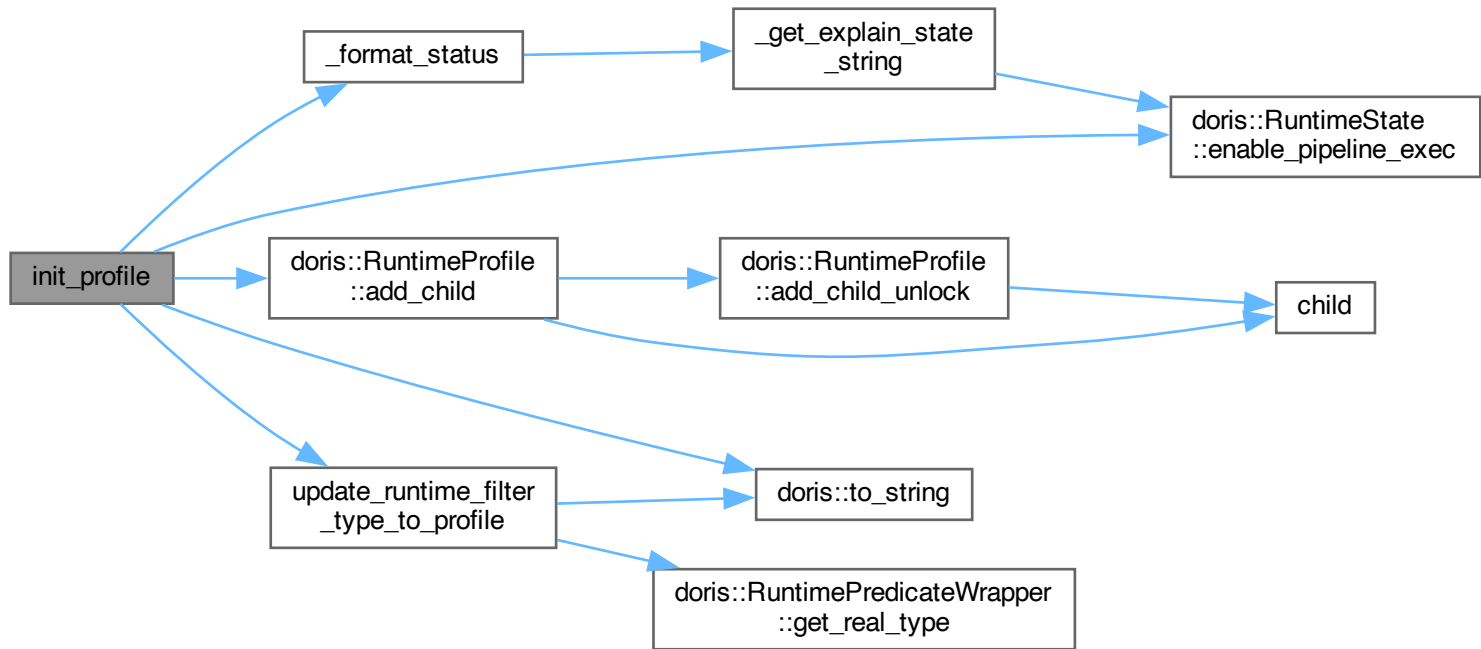 _format_status
_get_explain_state
_string
doris::RuntimeState
::enable_pipeline_exec
init_profile
doris::RuntimeProfile
::add_child
doris::RuntimeProfile
::add_child_unlock
child
update_runtime_filter
_type_to_profile
doris::to_string
doris::RuntimePredicateWrapper
::get_real_type